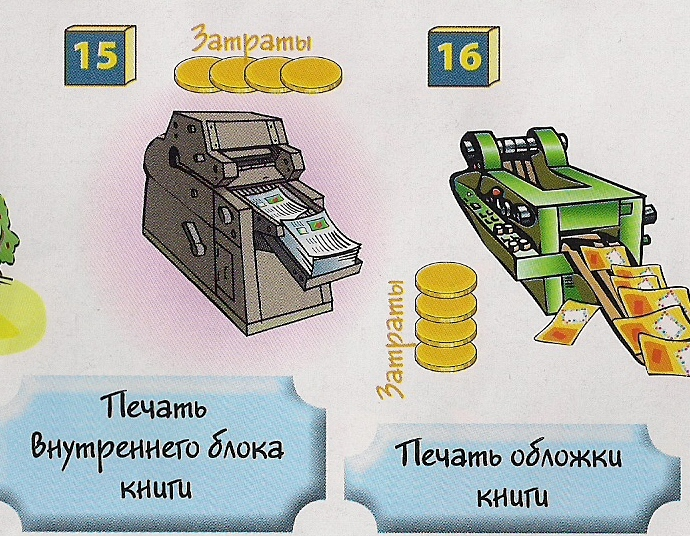 15
Затраты
16
Затраты
Печать
внутреннего блока
книги
Печать обложки
книги